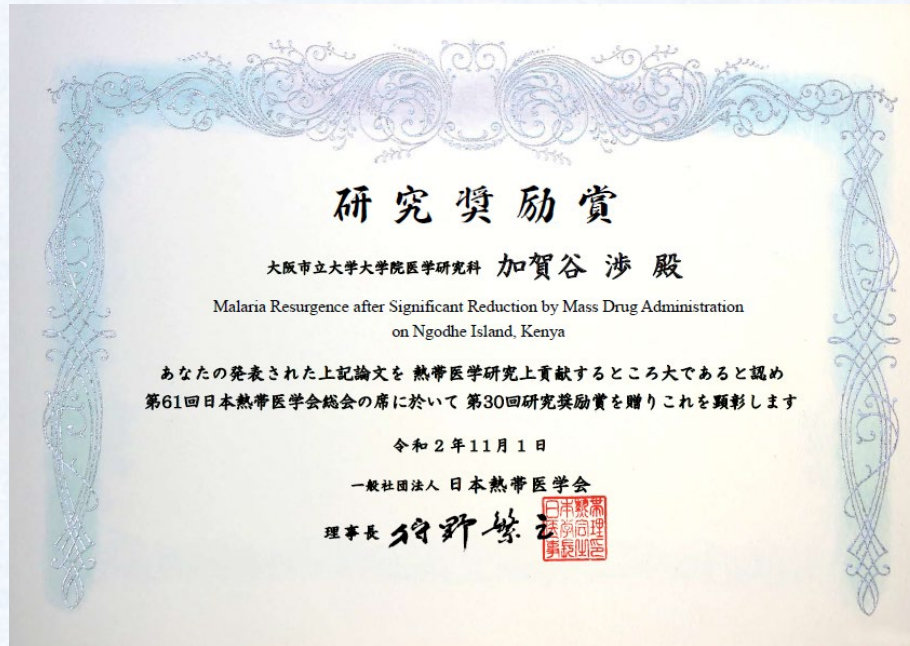 研究奨励賞
大阪市立大学大学院医学研究科 加賀谷 渉 殿
Malaria Resurgence after Significant Reduction by Mass Drug Administration
on Ngodhe Island, Kenya
あなたの発表された上記論文を 熱帯医学研究上貢献するところ大であると認め
第61回日本熱帯医学会総会の席に於いて 第30回研究奨励賞を贈りこれを顕彰します
令和2年11月1日
一般社団法人 日本熱帯医学会
理事長 狩野繁之